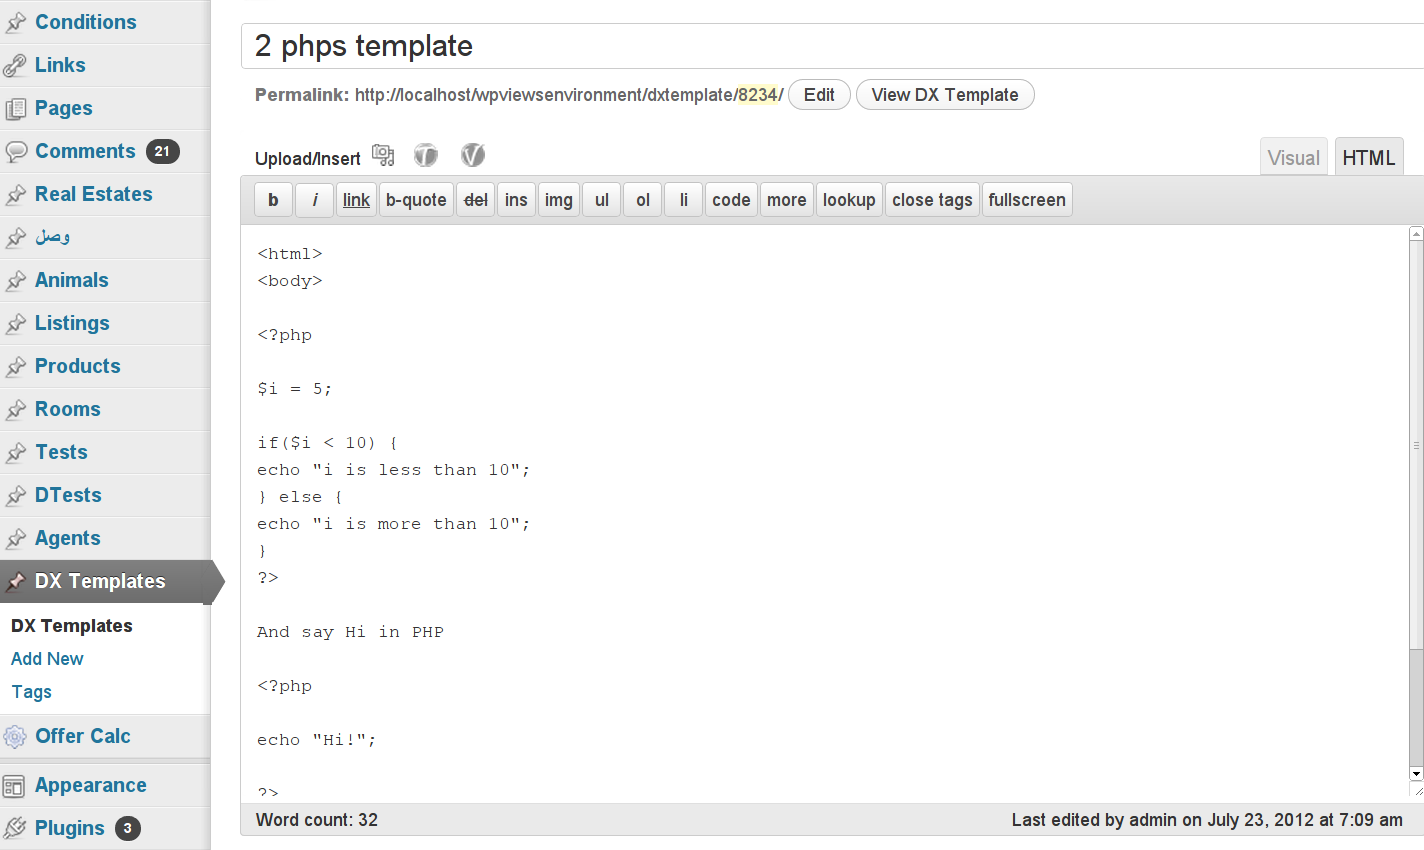 Conditions
Links
Pages
Comments 21
Real Estates
وصل
Animals
Listings
Products
Rooms
Tests
DTests
Agents
DX Templates
DX Templates
Add New
Tags
Offer Calc
Appearance
Plugins 3
2 phps template
Permalink: http://localhost/wpviewsenvironment/dxtemplate/8234/ Edit View DX Template
Upload/Insert T V Visual HTML
b i link b-quote del ins img ul ol li code more lookup close tags fullscreen
<html>
<body>
<?php
$i = 5;
if($i < 10) {
echo "i is less than 10";
} else {
echo "i is more than 10";
}
?>
And say Hi in PHP
<?php
echo "Hi!";
?>
Word count: 32 Last edited by admin on July 23, 2012 at 7:09 am